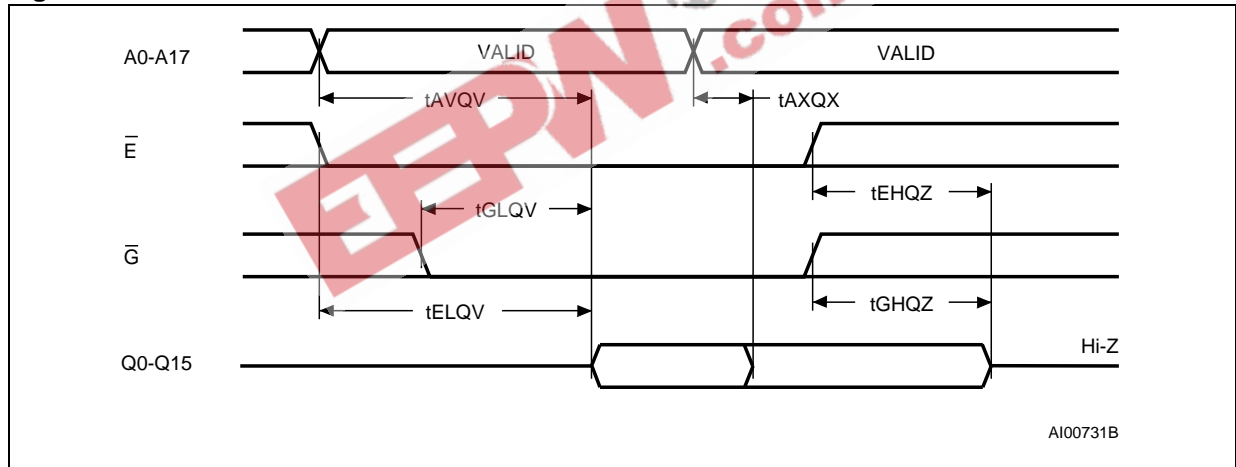 A0-A17
VALID
VALID
tAVQV
tAXQX
E̅
tEHQZ
tGLQV
G̅
tGHQZ
tELQV
Hi-Z
Q0-Q15
AI00731B
EEPW.com